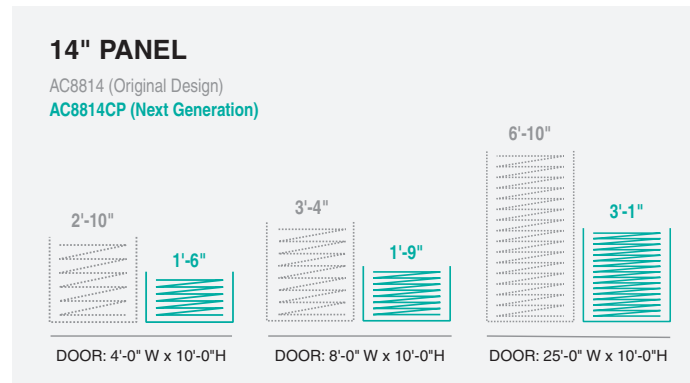 14" PANEL
AC8814 (Original Design)
AC8814CP (Next Generation)
2'-10"
1'-6"
3'-4"
1'-9"
6'-10"
3'-1"
DOOR: 4'-0" W x 10'-0"H
DOOR: 8'-0" W x 10'-0"H
DOOR: 25'-0" W x 10'-0"H